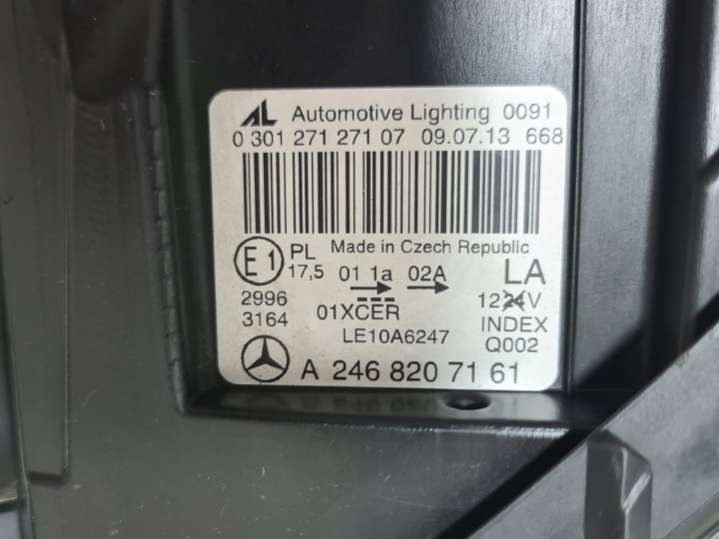 AL Automotive Lighting 0091
0 301 271 271 07 09.07.13 668
Made in Czech Republic
E1 PL 17,5 01 1a 02A LA
2996 1224V
3164 01XCER INDEX
LE10A6247 Q002
A 246 820 71 61